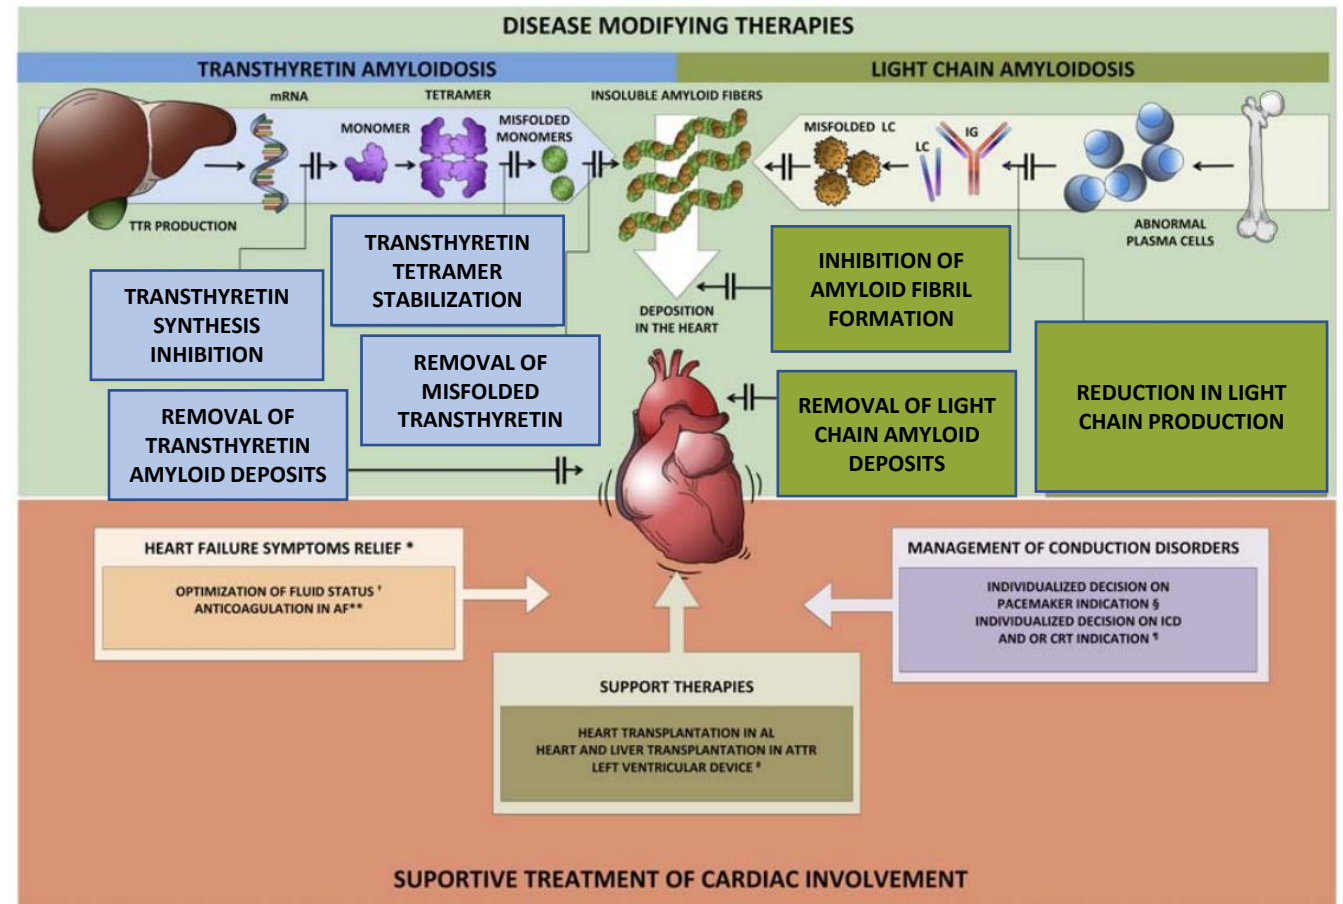 DISEASE MODIFYING THERAPIES
TRANSTHYRETIN AMYLOIDOSIS
LIGHT CHAIN AMYLOIDOSIS
mRNA
MONOMER
TETRAMER
MISFOLDED
MONOMERS
TTR PRODUCTION
INSOLUBLE AMYLOID FIBERS
MISFOLDED LC
LC
IG
ABNORMAL
PLASMA CELLS
TRANSTHYRETIN
SYNTHESIS
INHIBITION
TRANSTHYRETIN
TETRAMER
STABILIZATION
REMOVAL OF
MISFOLDED
TRANSTHYRETIN
REMOVAL OF
TRANSTHYRETIN
AMYLOID DEPOSITS
DEPOSITION
IN THE HEART
INHIBITION OF
AMYLOID FIBRIL
FORMATION
REMOVAL OF LIGHT
CHAIN AMYLOID
DEPOSITS
REDUCTION IN LIGHT
CHAIN PRODUCTION
HEART FAILURE SYMPTOMS RELIEF *
OPTIMIZATION OF FLUID STATUS †
ANTICOAGULATION IN AF**
MANAGEMENT OF CONDUCTION DISORDERS
INDIVIDUALIZED DECISION ON
PACEMAKER INDICATION §
INDIVIDUALIZED DECISION ON ICD
AND OR CRT INDICATION ¶
SUPPORT THERAPIES
HEART TRANSPLANTATION IN AL
HEART AND LIVER TRANSPLANTATION IN ATTR
LEFT VENTRICULAR DEVICE #
SUPORTIVE TREATMENT OF CARDIAC INVOLVEMENT